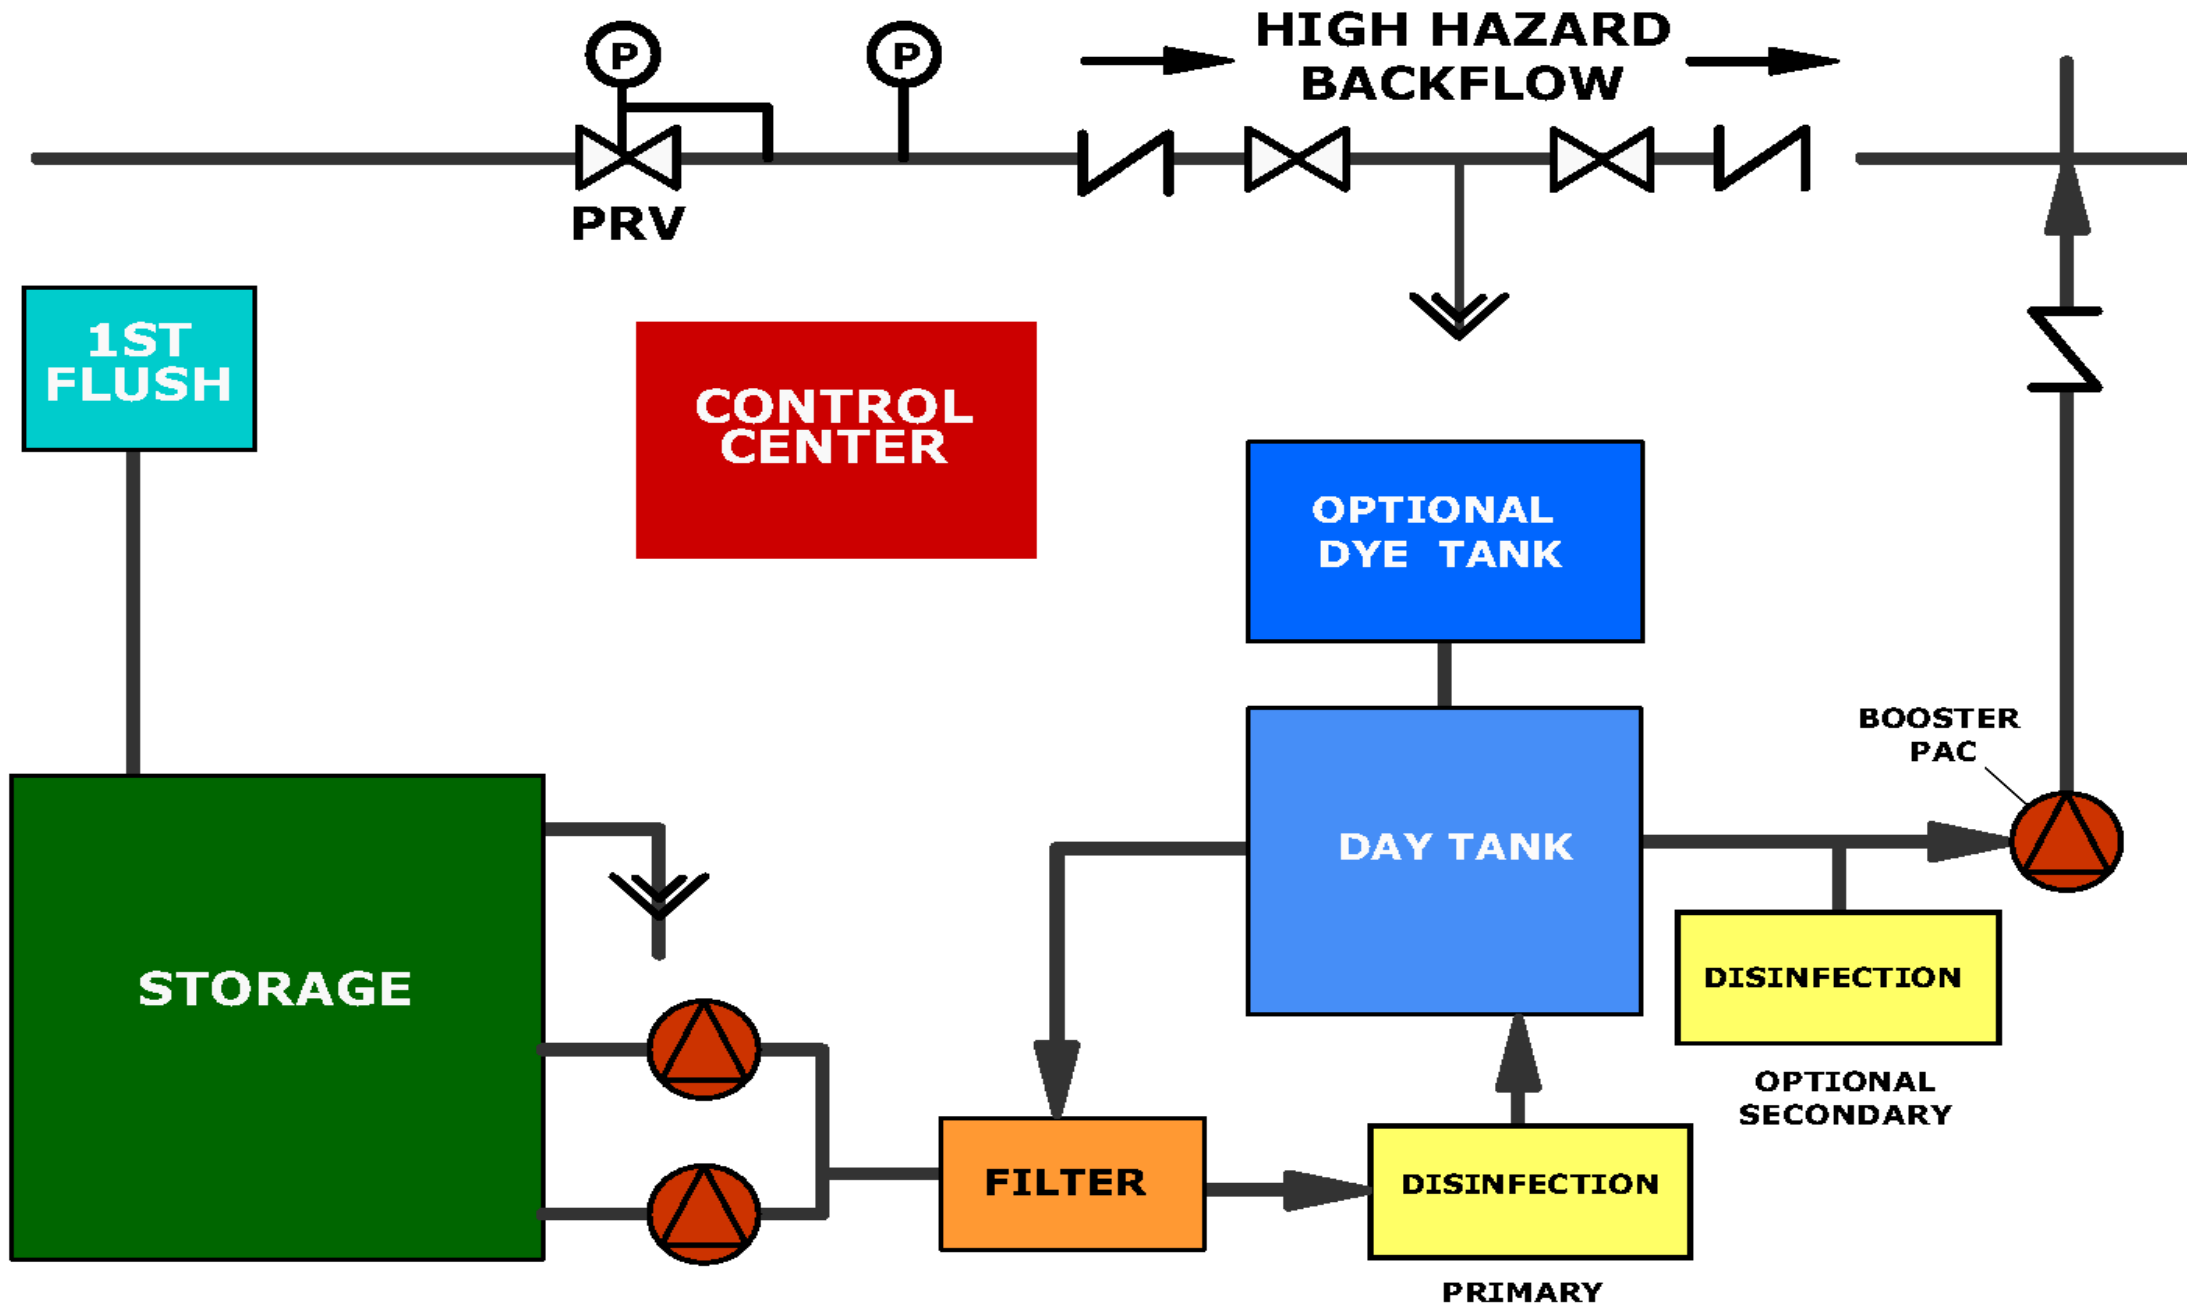 P
P
HIGH HAZARD
BACKFLOW
PRV
1ST
FLUSH
CONTROL
CENTER
OPTIONAL
DYE TANK
BOOSTER
PAC
DAY TANK
STORAGE
DISINFECTION
OPTIONAL
SECONDARY
FILTER
DISINFECTION
PRIMARY